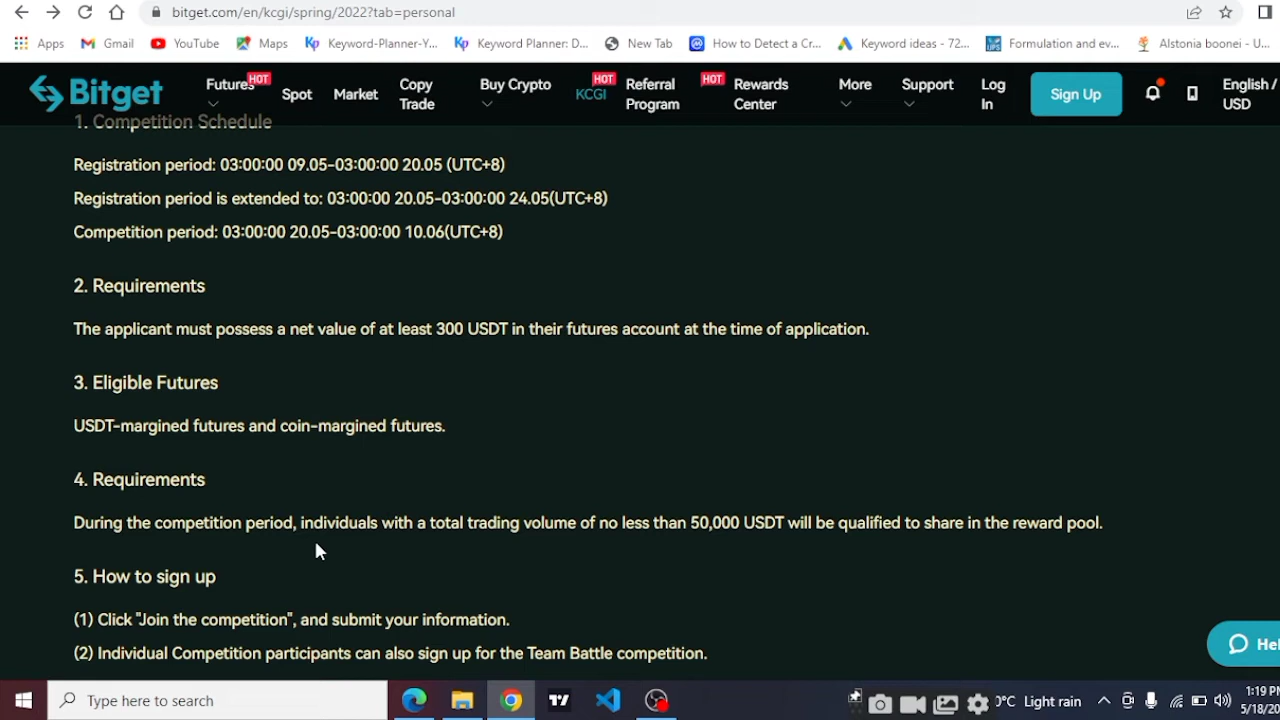 bitget.com/en/kcgi/spring/2022?tab=personal
Apps Gmail YouTube Maps Keyword-Planner-Y... Keyword Planner: D... New Tab How to Detect a Cr... Keyword ideas - 72... Formulation and ev... Alstonia boonei - U...
Bitget Futures HOT Spot Market Copy Trade Buy Crypto KCGI HOT Referral Program HOT Rewards Center More Support Log In Sign Up English / USD
1. Competition Schedule
Registration period: 03:00:00 09.05-03:00:00 20.05 (UTC+8)
Registration period is extended to: 03:00:00 20.05-03:00:00 24.05(UTC+8)
Competition period: 03:00:00 20.05-03:00:00 10.06(UTC+8)
2. Requirements
The applicant must possess a net value of at least 300 USDT in their futures account at the time of application.
3. Eligible Futures
USDT-margined futures and coin-margined futures.
4. Requirements
During the competition period, individuals with a total trading volume of no less than 50,000 USDT will be qualified to share in the reward pool.
5. How to sign up
(1) Click "Join the competition", and submit your information.
(2) Individual Competition participants can also sign up for the Team Battle competition.
Hel
Type here to search
0°C Light rain
1:19 PM
5/18/20